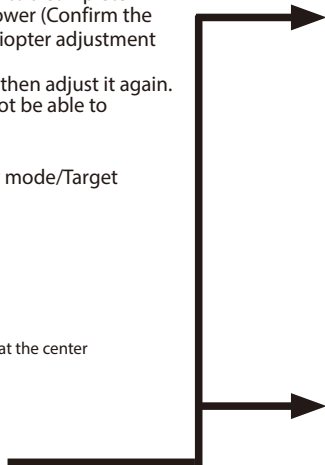 ower (Confirm the
iopter adjustment
then adjust it again.
ot be able to
mode/Target
at the center